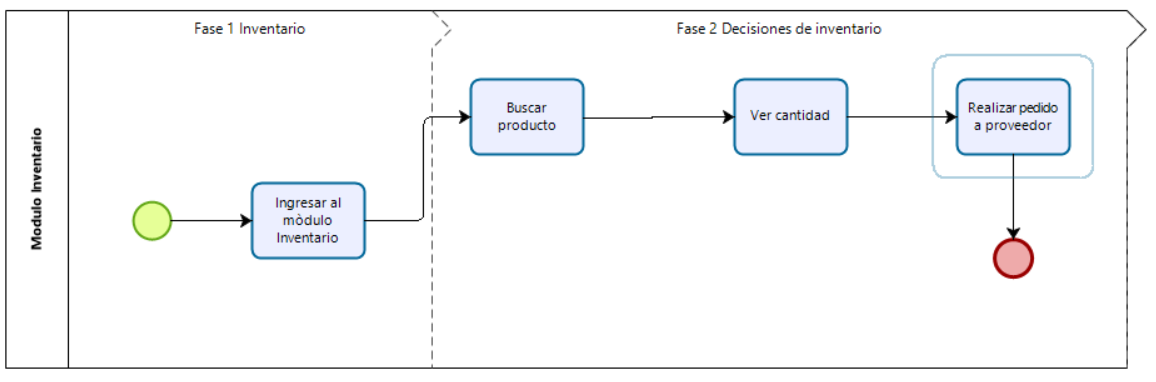 Modulo Inventario
Fase 1 Inventario
Fase 2 Decisiones de inventario
Ingresar al
mòdulo
Inventario
Buscar
producto
Ver cantidad
Realizar pedido
a proveedor